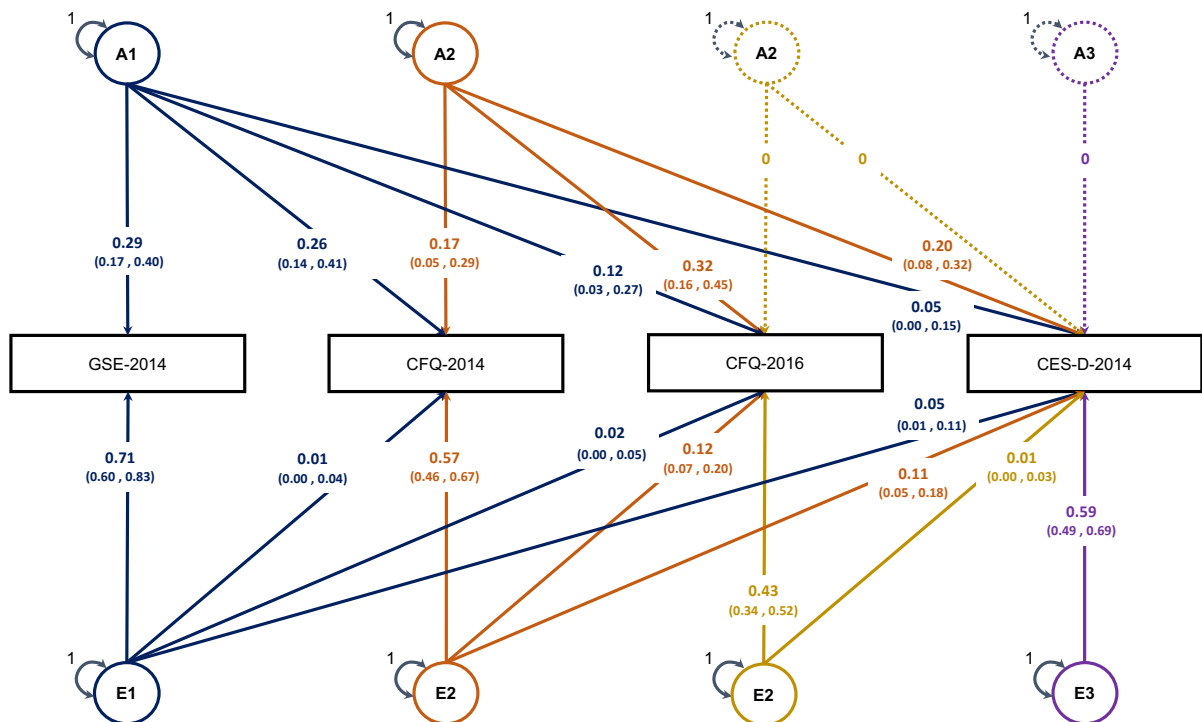 1 1 1 1
A1 A2 A2 A3
0 0 0
0.29
(0.17 , 0.40)
0.26
(0.14 , 0.41)
0.17
(0.05 , 0.29)
0.12
(0.03 , 0.27)
0.32
(0.16 , 0.45)
0.20
(0.08 , 0.32)
0.05
(0.00 , 0.15)
GSE-2014 CFQ-2014 CFQ-2016 CES-D-2014
0.71
(0.60 , 0.83)
0.01
(0.00 , 0.04)
0.57
(0.46 , 0.67)
0.02
(0.00 , 0.05)
0.12
(0.07 , 0.20)
0.05
(0.01 , 0.11)
0.11
(0.05 , 0.18)
0.01
(0.00 , 0.03)
0.59
(0.49 , 0.69)
0.43
(0.34 , 0.52)
1 1 1 1
E1 E2 E2 E3